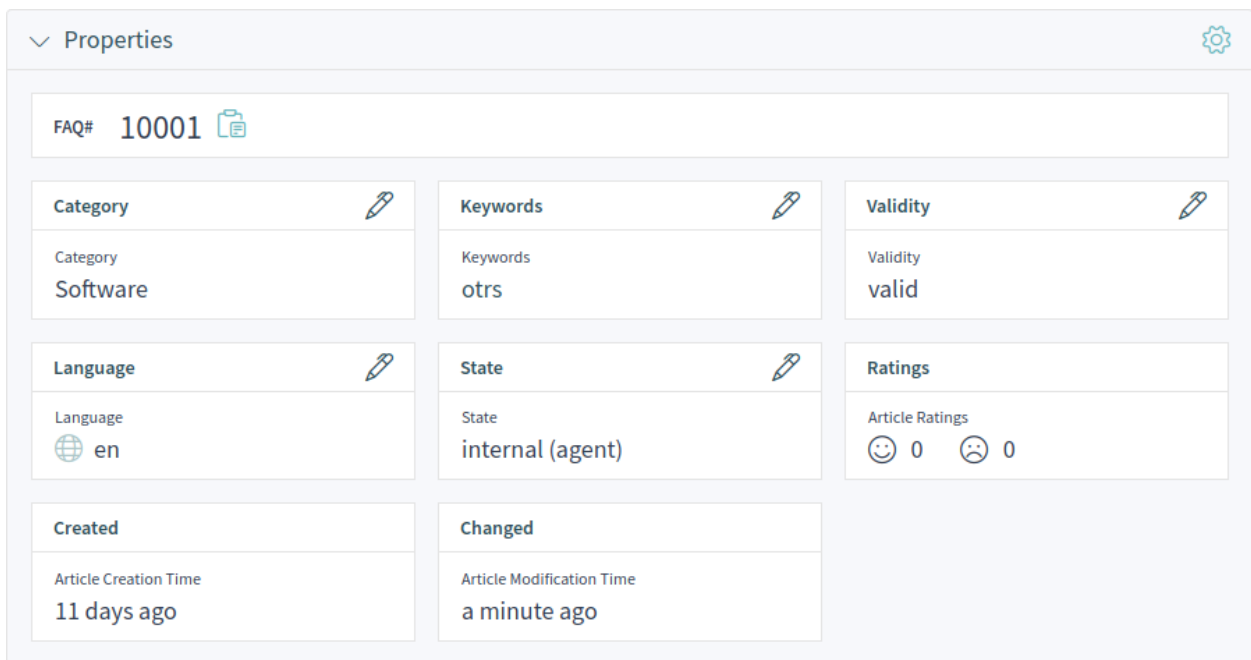 Properties
FAQ# 10001
Category
Category
Software
Keywords
Keywords
otrs
Validity
Validity
valid
Language
Language
en
State
State
internal (agent)
Ratings
Article Ratings
0 0
Created
Article Creation Time
11 days ago
Changed
Article Modification Time
a minute ago